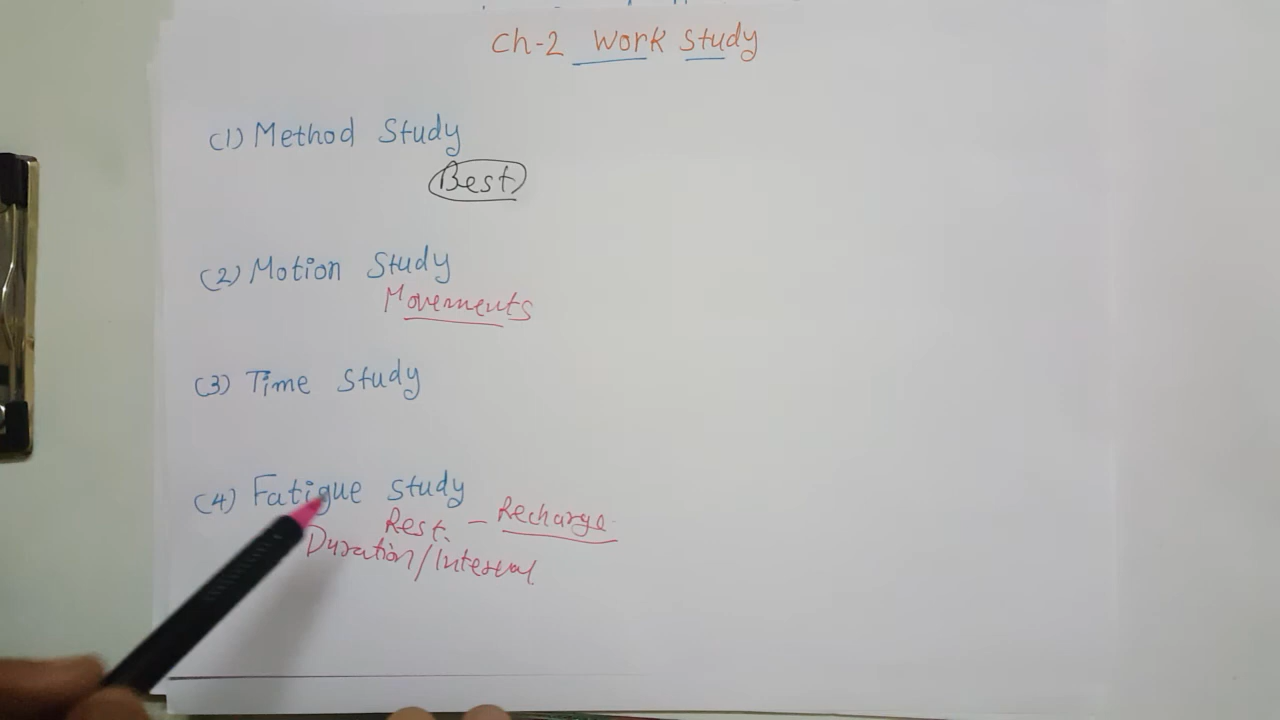 Ch-2 Work Study
(1) Method Study
Best
(2) Motion Study
Movements
(3) Time Study
(4) Fatigue Study
Rest. - Recharge.
Duration/Interval